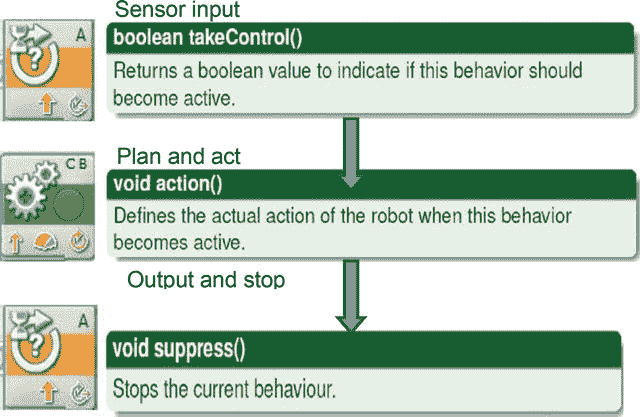 Sensor input
A
boolean takeControl()
Returns a boolean value to indicate if this behavior should
become active.
Plan and act
C B
void action()
Defines the actual action of the robot when this behavior
becomes active.
Output and stop
A
void suppress()
Stops the current behaviour.